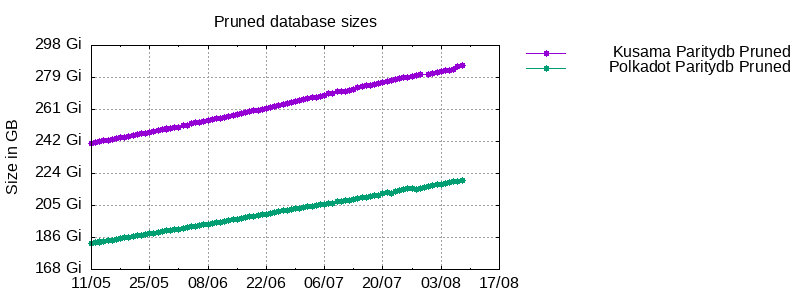 Pruned database sizes
298 Gi
279 Gi
261 Gi
242 Gi
224 Gi
205 Gi
186 Gi
168 Gi
Size in GB
11/05 25/05 08/06 22/06 06/07 20/07 03/08 17/08
Kusama Paritydb Pruned
Polkadot Paritydb Pruned